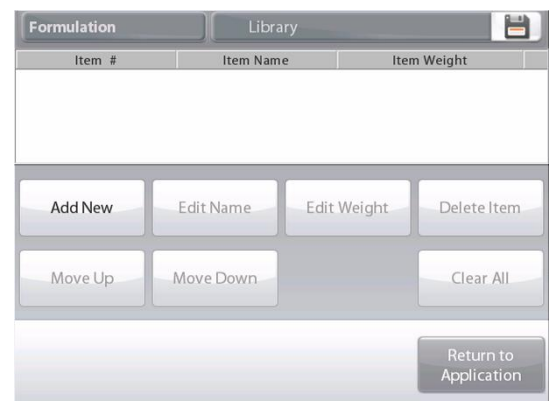 Formulation Library
Item # Item Name Item Weight
Add New Edit Name Edit Weight Delete Item
Move Up Move Down Clear All
Return to
Application